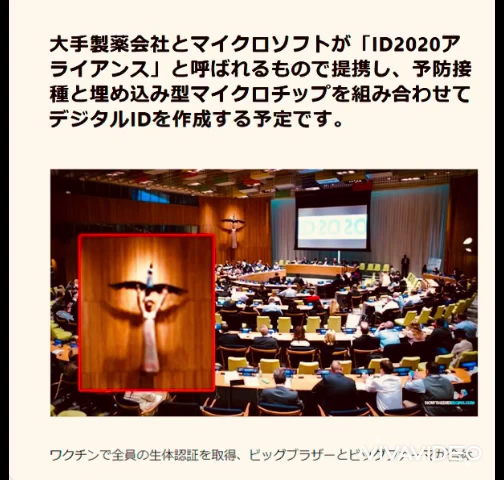 大手製薬会社とマイクロソフトが「ID2020ア
ライアンス」と呼ばれるもので提携し、予防接
種と埋め込み型マイクロチップを組み合わせて
デジタルIDを作成する予定です。
ワクチンで全員の生体認証を取得、ビッグブラザーとビッグ
VIVAVIDEO